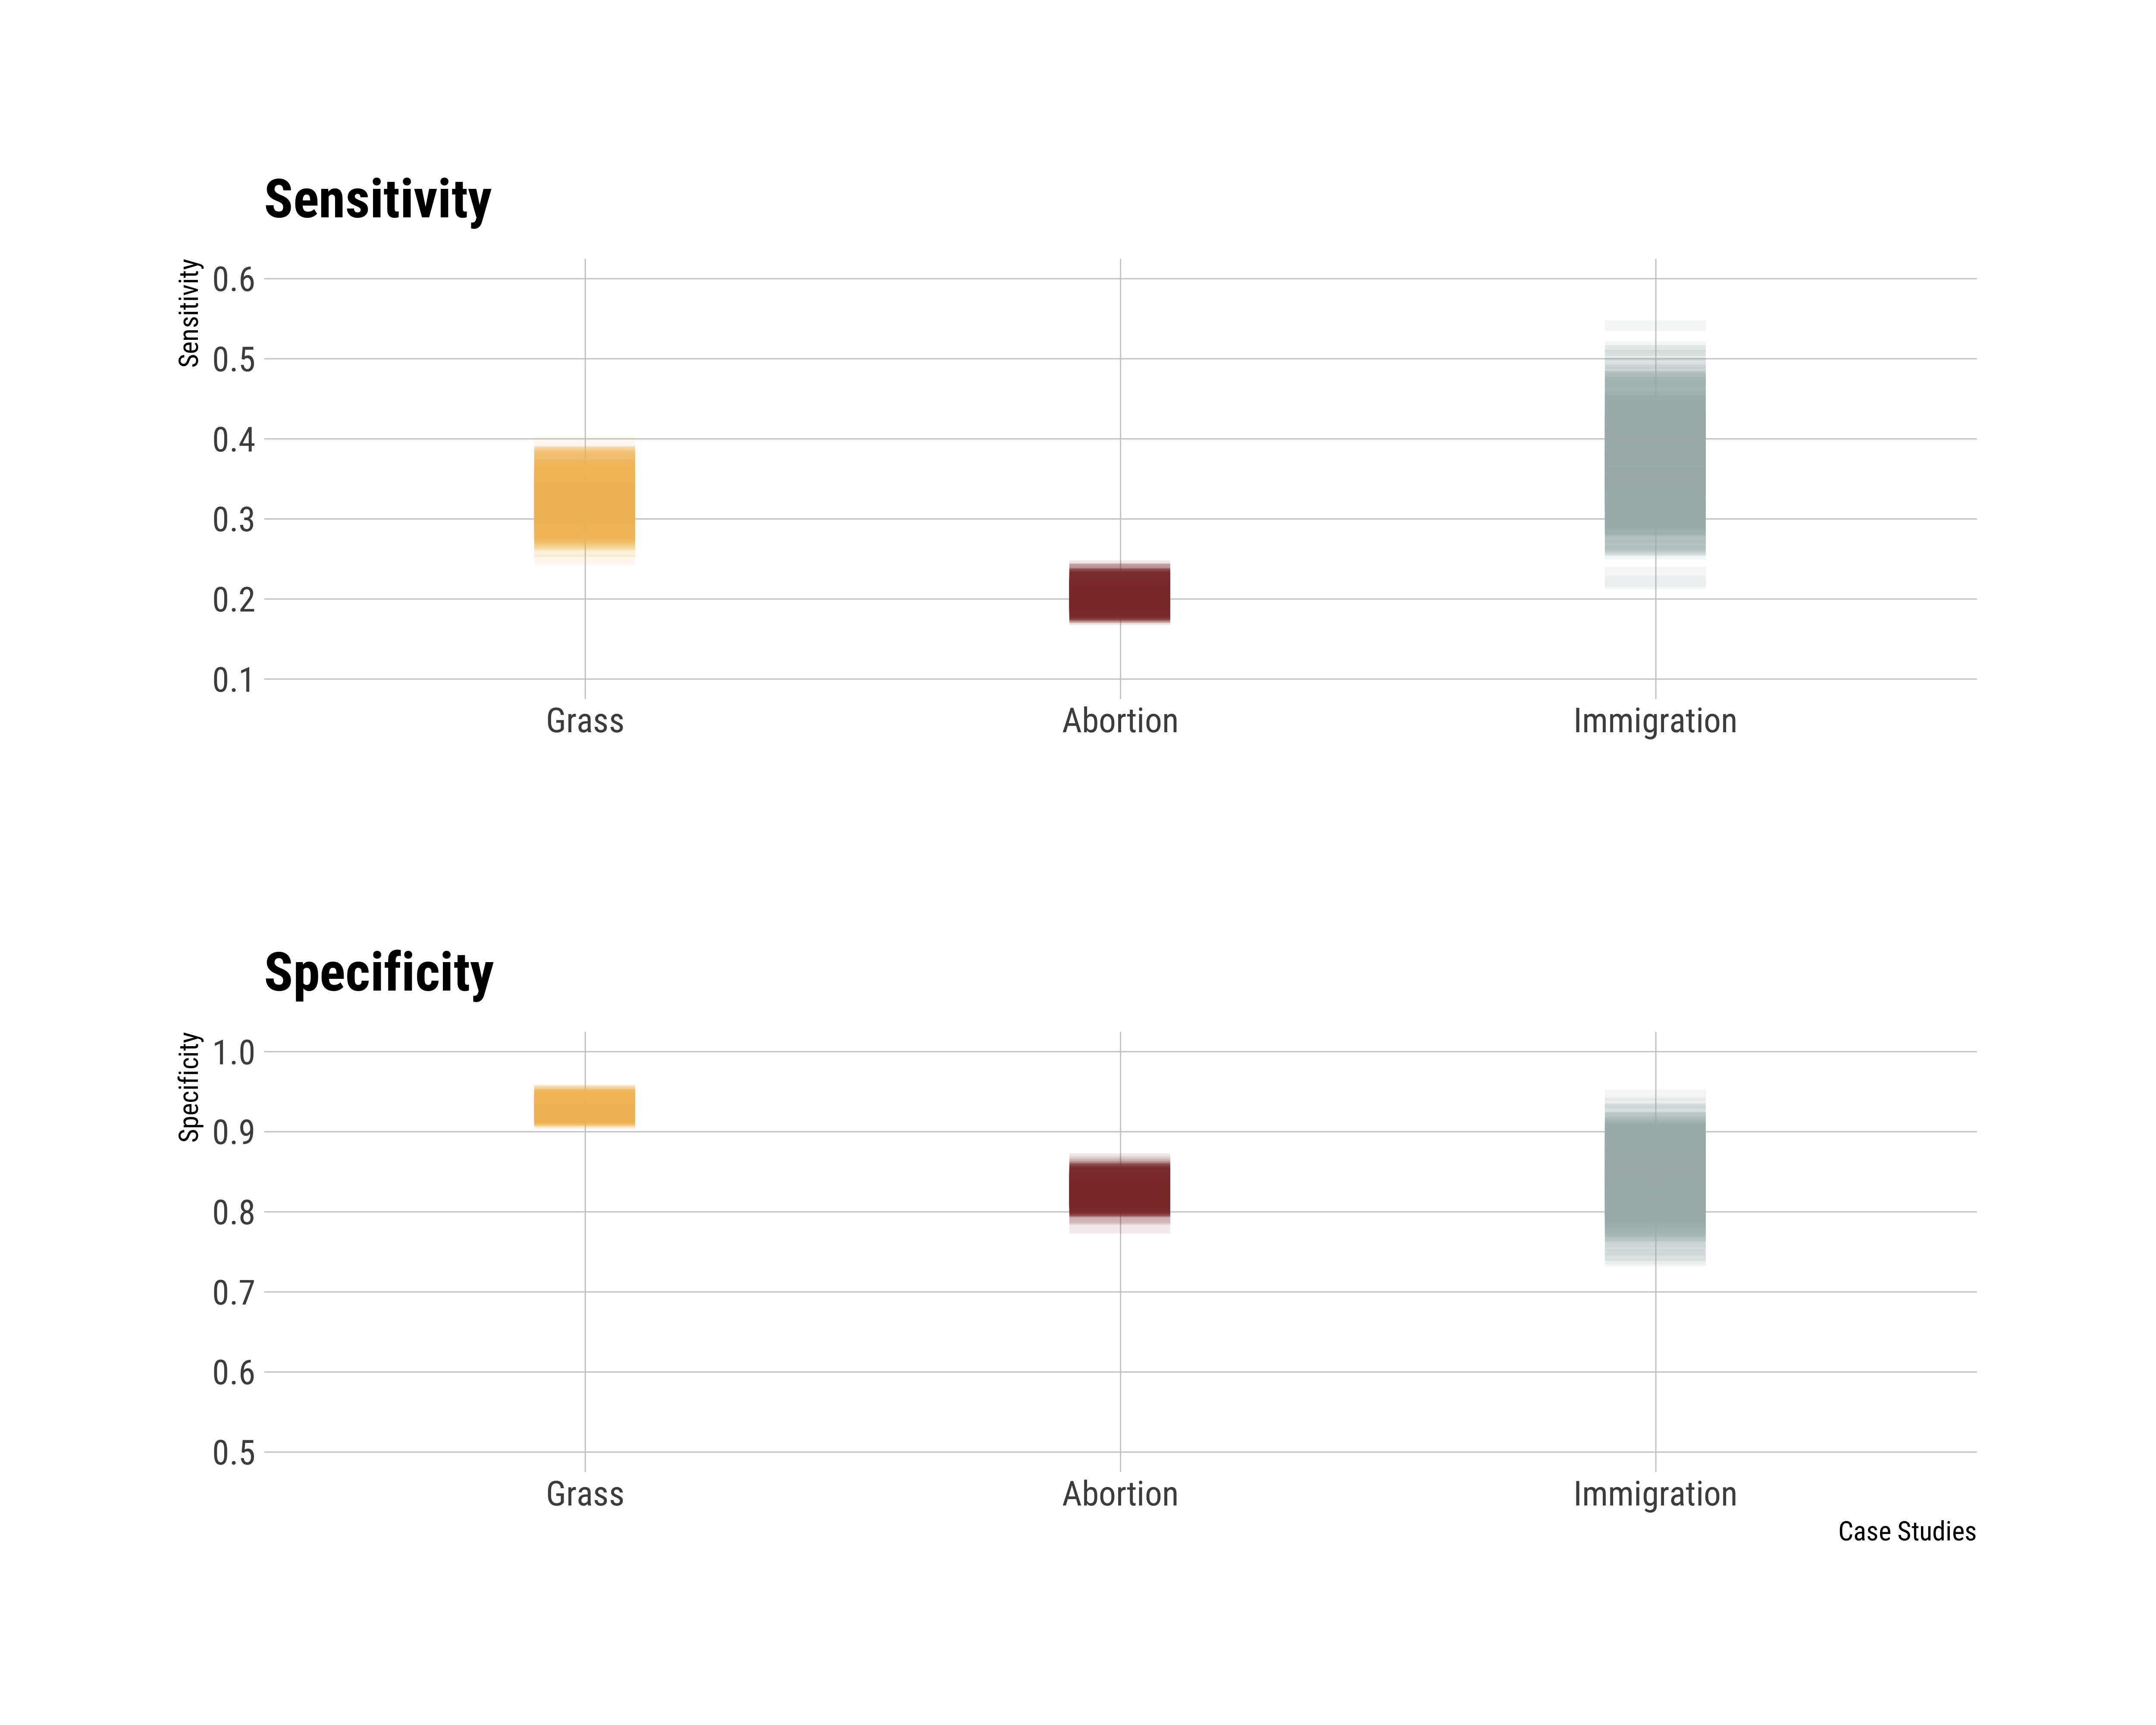 Sensitivity
Sensitivity
0.6
0.5
0.4
0.3
0.2
0.1
Grass Abortion Immigration
Specificity
Specificity
1.0
0.9
0.8
0.7
0.6
0.5
Grass Abortion Immigration
Case Studies